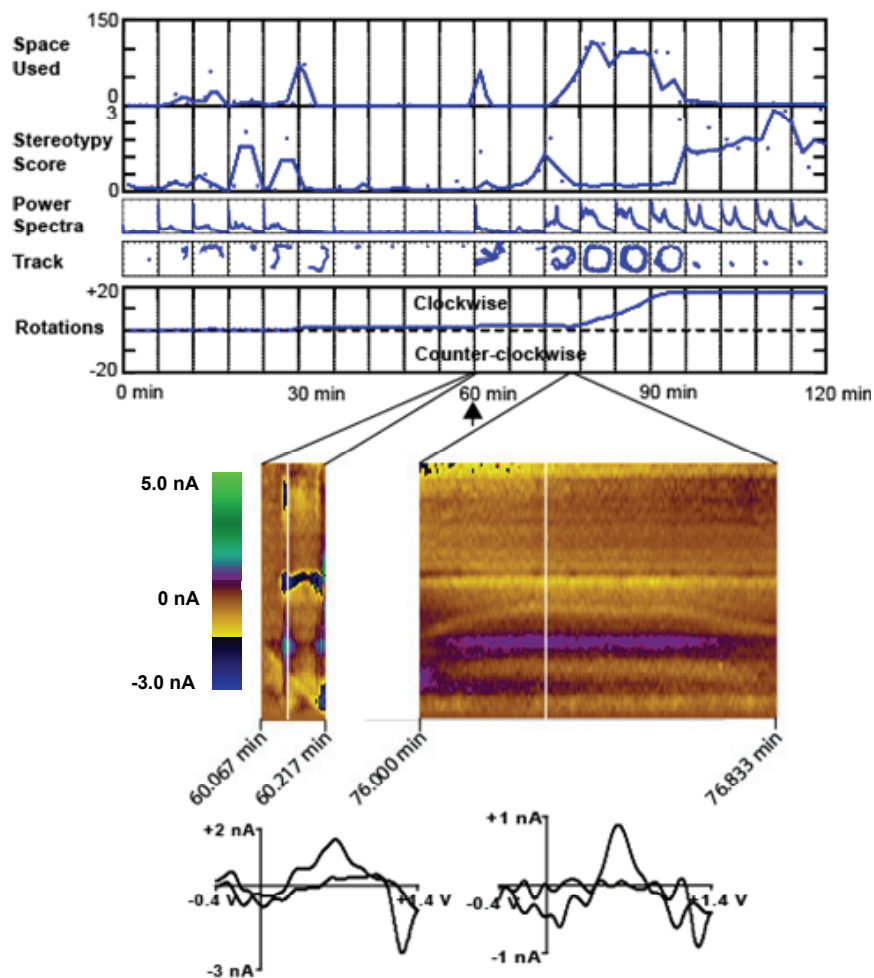 150
Space
Used
0
3
Stereotypy
Score
0
Power
Spectra
Track
+20
Clockwise
Rotations
Counter-clockwise
-20
0 min 30 min 60 min 90 min 120 min
5.0 nA
0 nA
-3.0 nA
60.067 min 60.217 min 76.000 min 76.833 min
+2 nA +1 nA
-0.4 V +1.4 V -0.4 V +1.4 V
-3 nA -1 nA